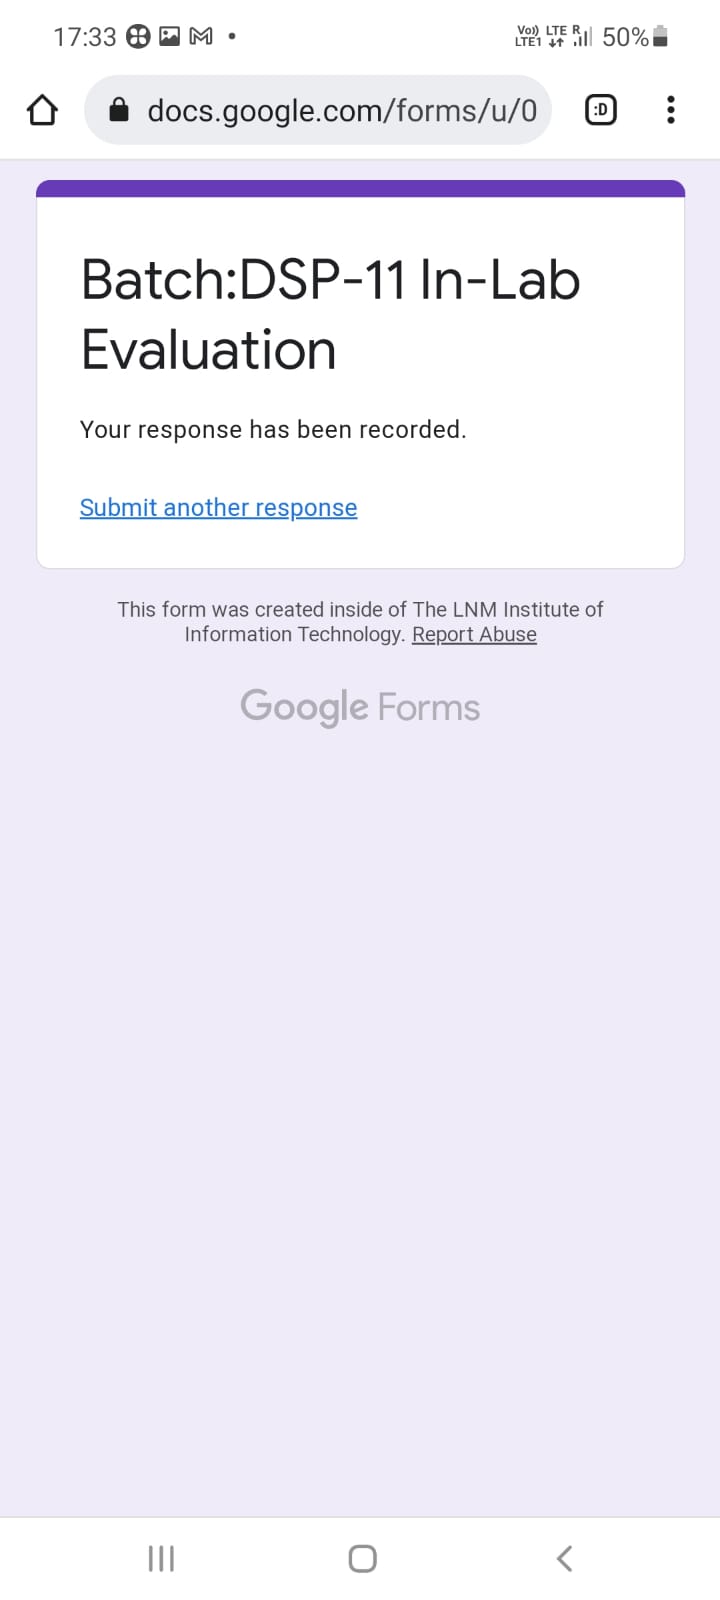 17:33
Vo)) LTE R
LTE1
50%
docs.google.com/forms/u/0
:D
Batch:DSP-11 In-Lab
Evaluation
Your response has been recorded.
Submit another response
This form was created inside of The LNM Institute of
Information Technology. Report Abuse
Google Forms